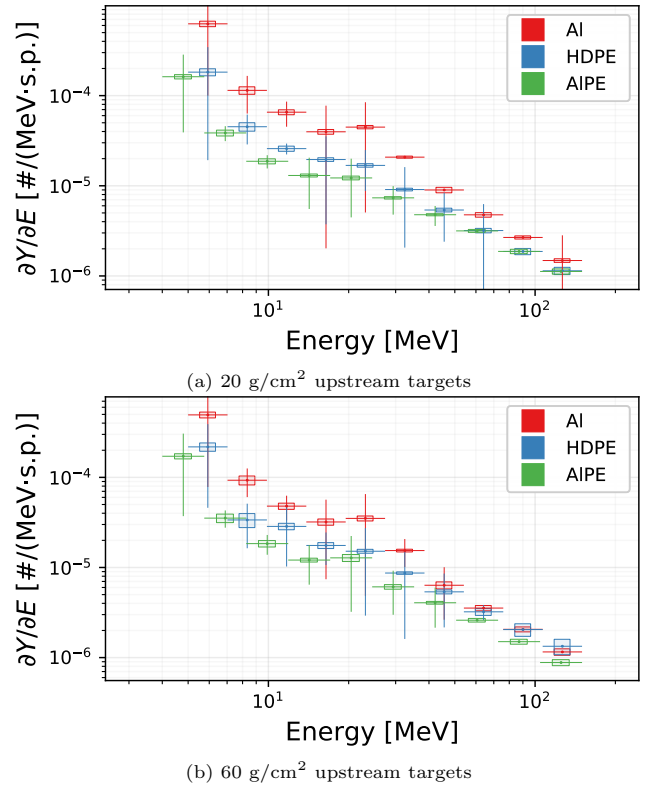 ∂Y/∂E [#/(MeV·s.p.)]
10⁻⁴
10⁻⁵
10⁻⁶
Al
HDPE
AlPE
10¹
10²
Energy [MeV]
(a) 20 g/cm² upstream targets
∂Y/∂E [#/(MeV·s.p.)]
10⁻⁴
10⁻⁵
10⁻⁶
Al
HDPE
AlPE
10¹
10²
Energy [MeV]
(b) 60 g/cm² upstream targets